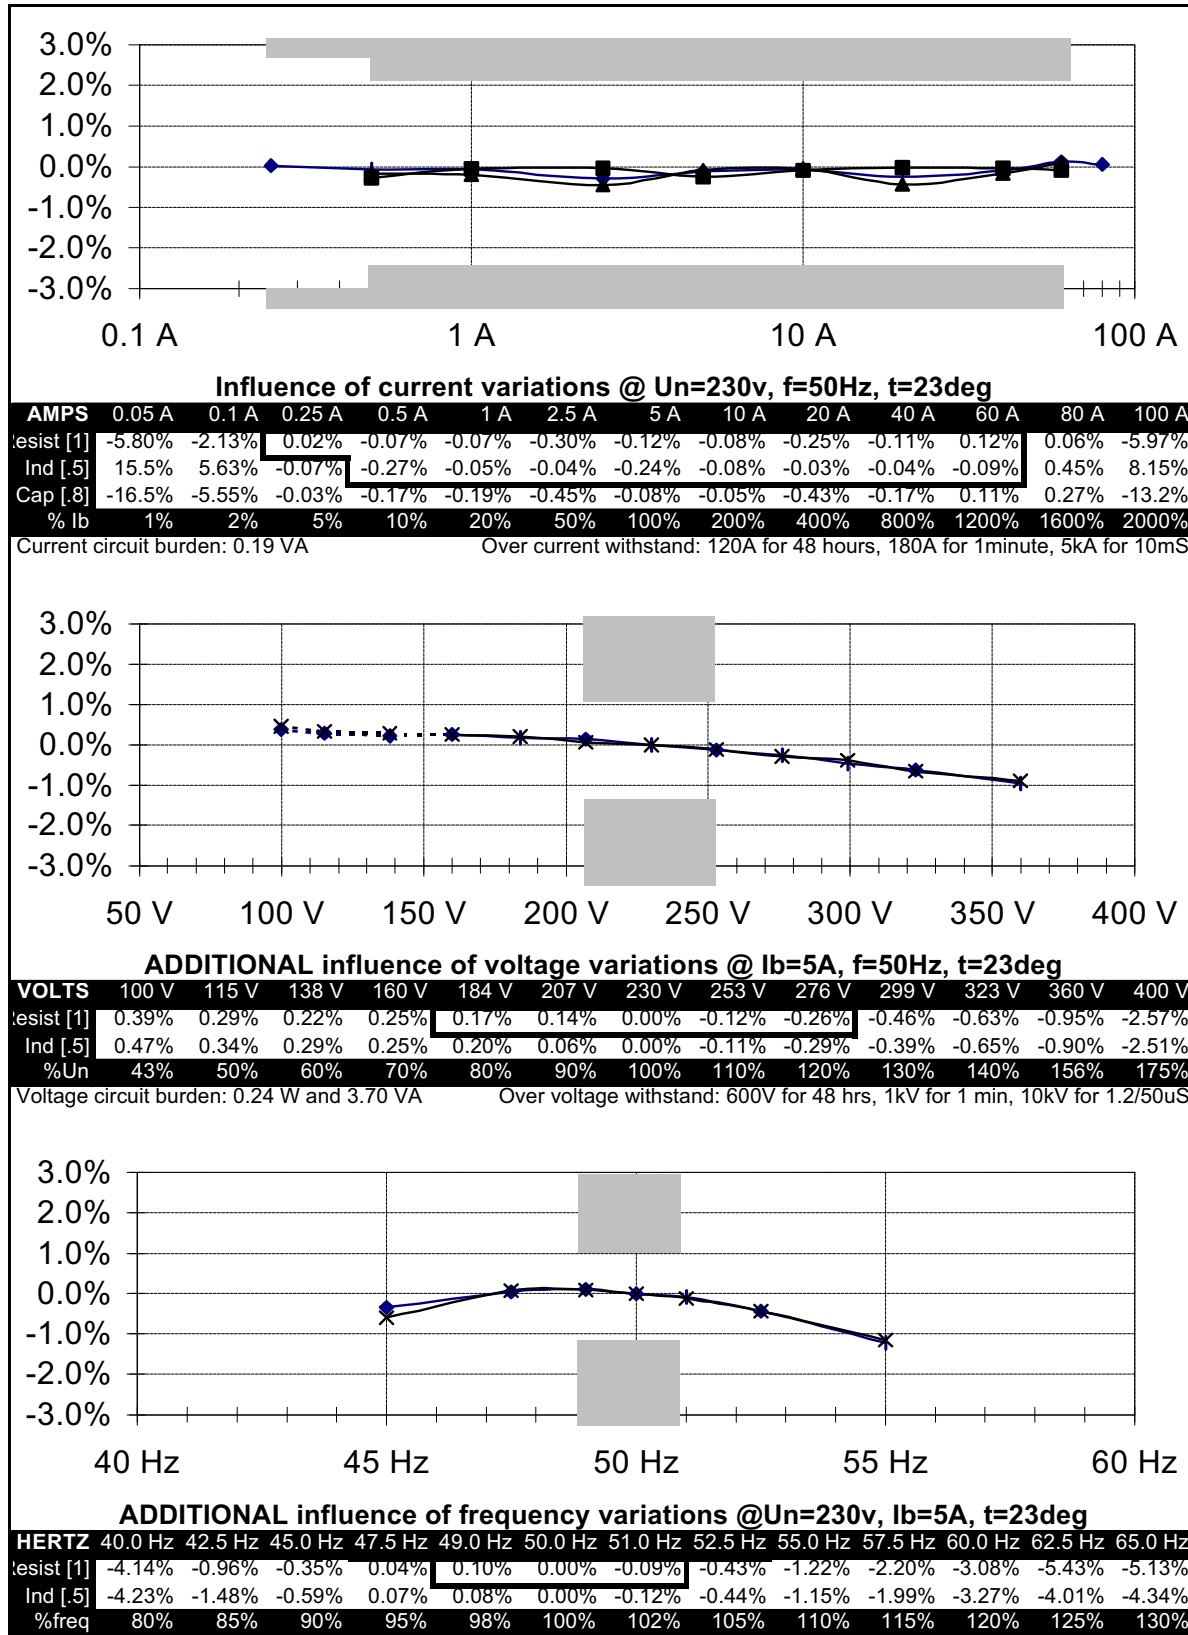 3.0%
2.0%
1.0%
0.0%
-1.0%
-2.0%
-3.0%
0.1 A 1 A 10 A 100 A
Influence of current variations @ Un=230v, f=50Hz, t=23deg
AMPS 0.05 A 0.1 A 0.25 A 0.5 A 1 A 2.5 A 5 A 10 A 20 A 40 A 60 A 80 A 100 A
Resist [1] -5.80% -2.13% 0.02% -0.07% -0.07% -0.30% -0.12% -0.08% -0.25% -0.11% 0.12% 0.06% -5.97%
Ind [.5] 15.5% 5.63% -0.07% -0.27% -0.05% -0.04% -0.24% -0.08% -0.03% -0.04% -0.09% 0.45% 8.15%
Cap [.8] -16.5% -5.55% -0.03% -0.17% -0.19% -0.45% -0.08% -0.05% -0.43% -0.17% 0.11% 0.27% -13.2%
% Ib 1% 2% 5% 10% 20% 50% 100% 200% 400% 800% 1200% 1600% 2000%
Current circuit burden: 0.19 VA Over current withstand: 120A for 48 hours, 180A for 1minute, 5kA for 10mS
3.0%
2.0%
1.0%
0.0%
-1.0%
-2.0%
-3.0%
50 V 100 V 150 V 200 V 250 V 300 V 350 V 400 V
ADDITIONAL influence of voltage variations @ Ib=5A, f=50Hz, t=23deg
VOLTS 100 V 115 V 138 V 160 V 184 V 207 V 230 V 253 V 276 V 299 V 323 V 360 V 400 V
Resist [1] 0.39% 0.29% 0.22% 0.25% 0.17% 0.14% 0.00% -0.12% -0.26% -0.46% -0.63% -0.95% -2.57%
Ind [.5] 0.47% 0.34% 0.29% 0.25% 0.20% 0.06% 0.00% -0.11% -0.29% -0.39% -0.65% -0.90% -2.51%
%Un 43% 50% 60% 70% 80% 90% 100% 110% 120% 130% 140% 156% 175%
Voltage circuit burden: 0.24 W and 3.70 VA Over voltage withstand: 600V for 48 hrs, 1kV for 1 min, 10kV for 1.2/50uS
3.0%
2.0%
1.0%
0.0%
-1.0%
-2.0%
-3.0%
40 Hz 45 Hz 50 Hz 55 Hz 60 Hz
ADDITIONAL influence of frequency variations @Un=230v, Ib=5A, t=23deg
HERTZ 40.0 Hz 42.5 Hz 45.0 Hz 47.5 Hz 49.0 Hz 50.0 Hz 51.0 Hz 52.5 Hz 55.0 Hz 57.5 Hz 60.0 Hz 62.5 Hz 65.0 Hz
Resist [1] -4.14% -0.96% -0.35% 0.04% 0.10% 0.00% -0.09% -0.43% -1.22% -2.20% -3.08% -5.43% -5.13%
Ind [.5] -4.23% -1.48% -0.59% 0.07% 0.08% 0.00% -0.12% -0.44% -1.15% -1.99% -3.27% -4.01% -4.34%
%freq 80% 85% 90% 95% 98% 100% 102% 105% 110% 115% 120% 125% 130%